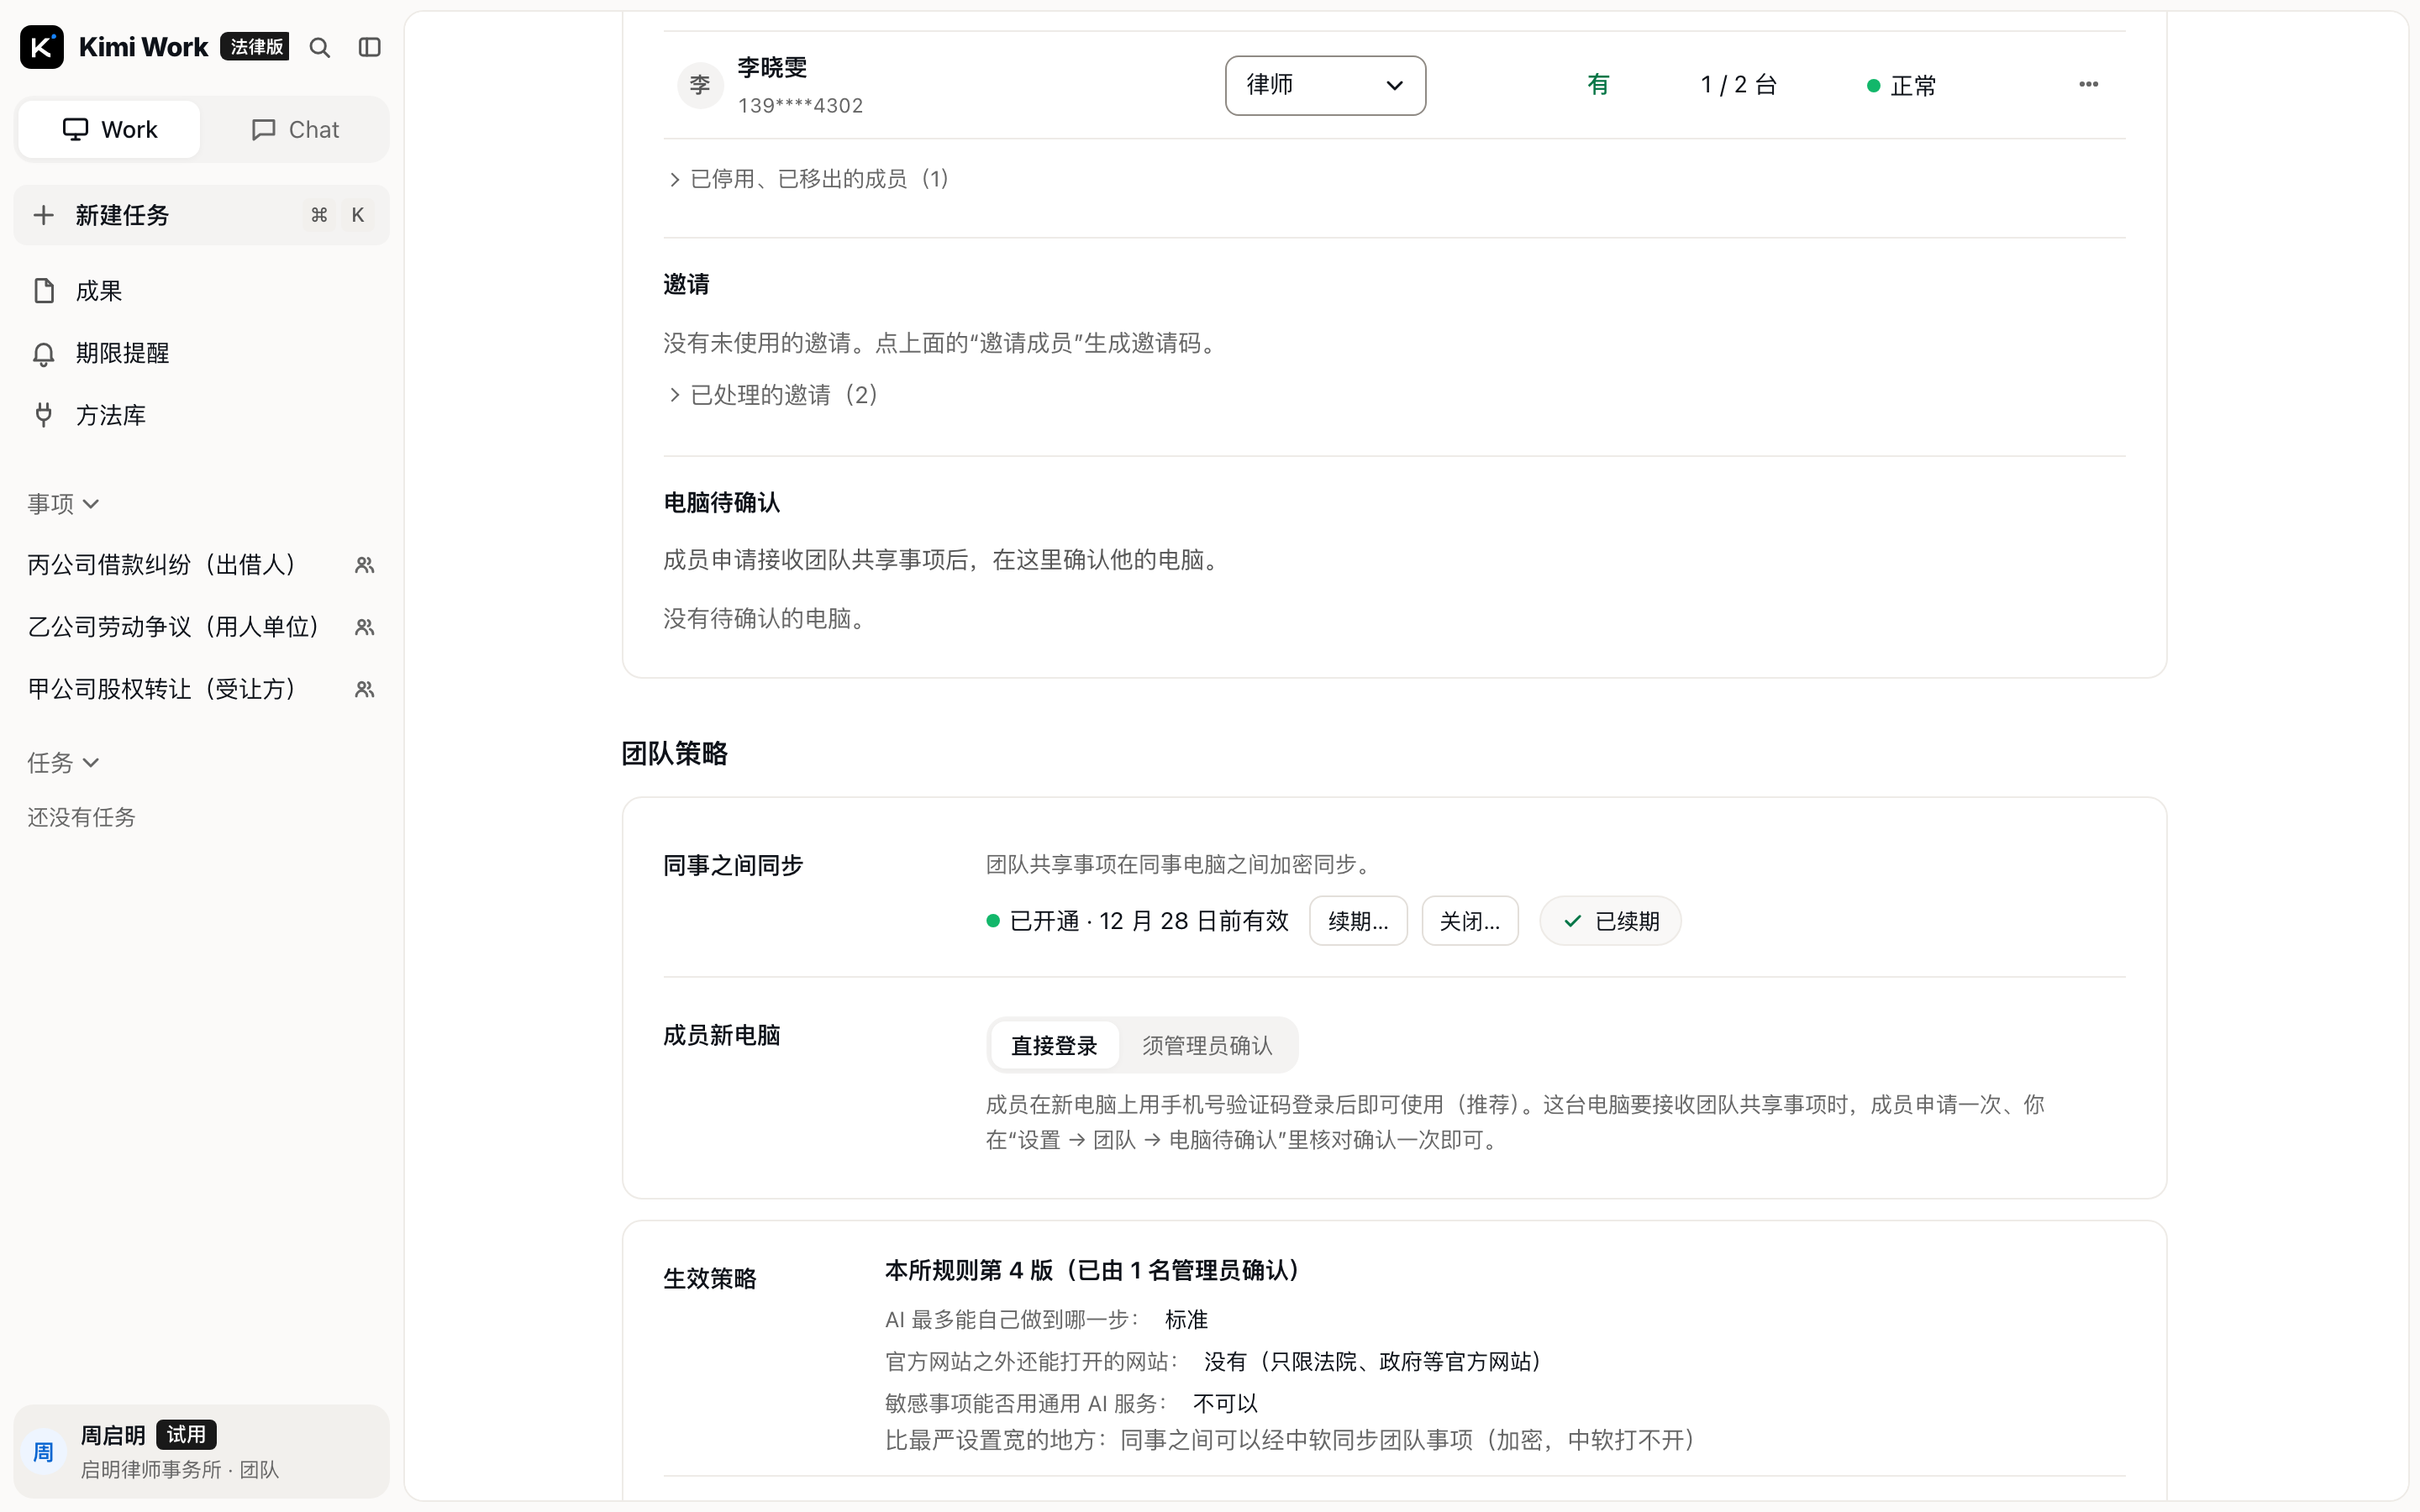 Kimi Work 法律版
Work
Chat
新建任务 ⌘ K
成果
期限提醒
方法库
事项
丙公司借款纠纷（出借人）
乙公司劳动争议（用人单位）
甲公司股权转让（受让方）
任务
还没有任务
周
周启明 试用
启明律师事务所 · 团队
李
李晓雯
139****4302
律师
有
1 / 2 台
正常
已停用、已移出的成员（1）
邀请
没有未使用的邀请。点上面的“邀请成员”生成邀请码。
已处理的邀请（2）
电脑待确认
成员申请接收团队共享事项后，在这里确认他的电脑。
没有待确认的电脑。
团队策略
同事之间同步
团队共享事项在同事电脑之间加密同步。
已开通 · 12 月 28 日前有效 续期... 关闭... 已续期
成员新电脑
直接登录 须管理员确认
成员在新电脑上用手机号验证码登录后即可使用（推荐）。这台电脑要接收团队共享事项时，成员申请一次、你
在“设置 → 团队 → 电脑待确认”里核对确认一次即可。
生效策略
本所规则第 4 版（已由 1 名管理员确认）
AI 最多能自己做到哪一步： 标准
官方网站之外还能打开的网站： 没有（只限法院、政府等官方网站）
敏感事项能否用通用 AI 服务： 不可以
比最严设置宽的地方：同事之间可以经中软同步团队事项（加密，中软打不开）